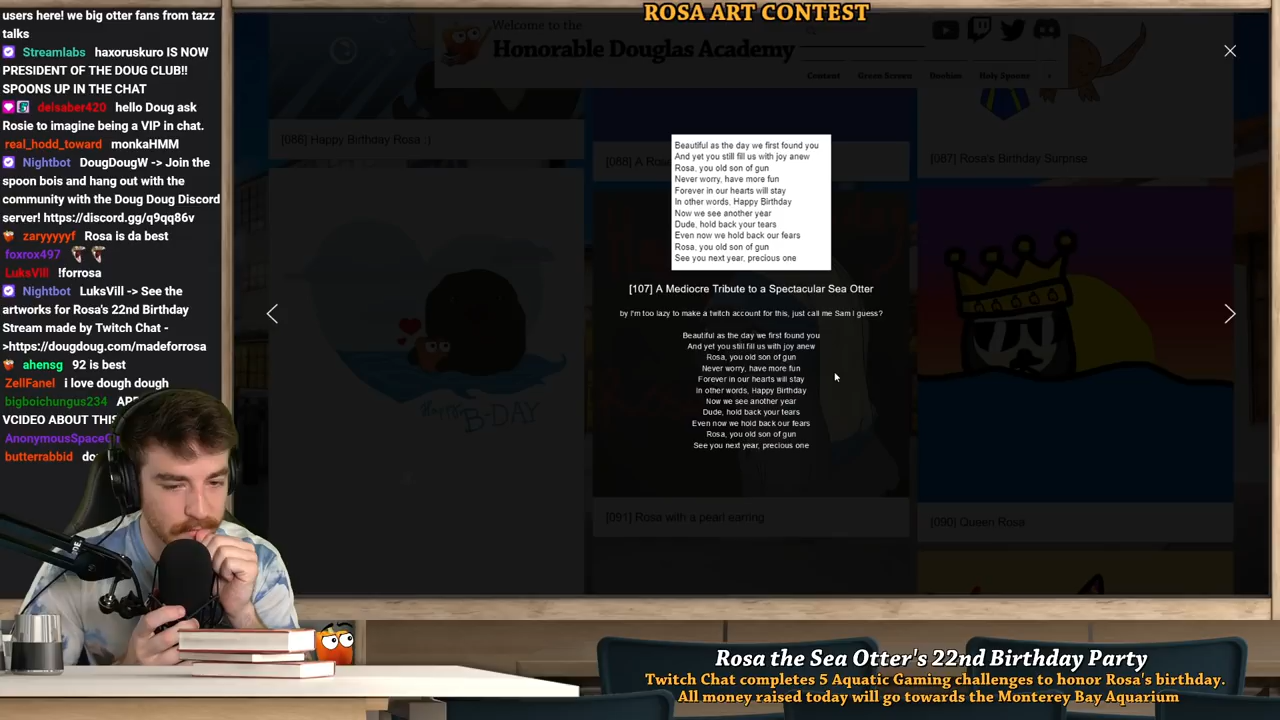 users here! we big otter fans from tazz
talks
Streamlabs haxoruskuro IS NOW
PRESIDENT OF THE DOUG CLUB!!
SPOONS UP IN THE CHAT
delsaber420 hello Doug ask
Rosie to imagine being a VIP in chat.
real_hodd_toward monkaHMM
Nightbot DougDougW -> Join the
spoon bois and hang out with the
community with the Doug Doug Discord
server! https://discord.gg/q9qq86v
zaryyyyyf Rosa is da best
foxrox497
LuksVill !forrosa
Nightbot LuksVill -> See the
artworks for Rosa's 22nd Birthday
Stream made by Twitch Chat -
>https://dougdoug.com/madeforrosa
ahensg 92 is best
ZellFanel i love dough dough
bigboichungus234
VCIDEO ABOUT THIS
butterrabbid
ROSA ART CONTEST
Welcome to the
Honorable Douglas Academy
Content Green Screen Doobies Holy Spoons
[086] Happy Birthday Rosa :)
[088] A Rosa
[087] Rosa's Birthday Surprise
Beautiful as the day we first found you
And yet you still fill us with joy anew
Rosa, you old son of gun
Never worry, have more fun
Forever in our hearts will stay
In other words, Happy Birthday
Now we see another year
Dude, hold back your tears
Even now we hold back our fears
Rosa, you old son of gun
See you next year, precious one
[107] A Mediocre Tribute to a Spectacular Sea Otter
by I'm too lazy to make a twitch account for this, just call me Sam I guess?
Beautiful as the day we first found you
And yet you still fill us with joy anew
Rosa, you old son of gun
Never worry, have more fun
Forever in our hearts will stay
In other words, Happy Birthday
Now we see another year
Dude, hold back your tears
Even now we hold back our fears
Rosa, you old son of gun
See you next year, precious one
Happy
B-DAY
[091] Rosa with a pearl earring
[090] Queen Rosa
Rosa the Sea Otter's 22nd Birthday Party
Twitch Chat completes 5 Aquatic Gaming challenges to honor Rosa's birthday.
All money raised today will go towards the Monterey Bay Aquarium